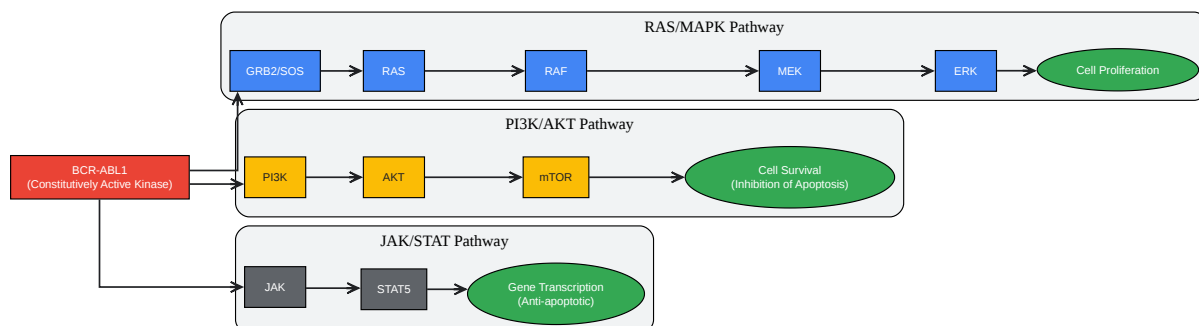 RAS/MAPK Pathway
GRB2/SOS
RAS
RAF
MEK
ERK
Cell Proliferation
PI3K/AKT Pathway
BCR-ABL1
(Constitutively Active Kinase)
PI3K
AKT
mTOR
Cell Survival
(Inhibition of Apoptosis)
JAK/STAT Pathway
JAK
STAT5
Gene Transcription
(Anti-apoptotic)